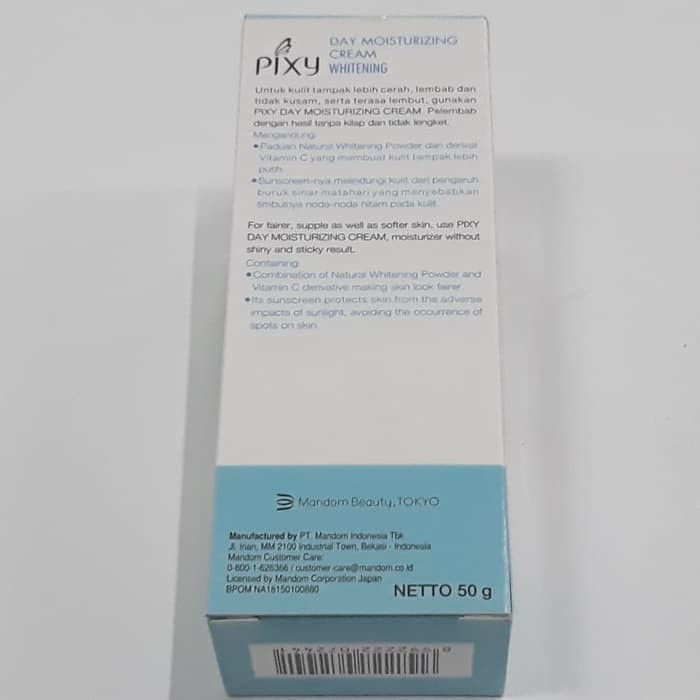 PIXY
DAY MOISTURIZING
CREAM
WHITENING
Untuk kulit tampak lebih cerah, lembab dan
tidak kusam, serta terasa lembut, gunakan
PIXY DAY MOISTURIZING CREAM. Pelembab
dengan hasil tanpa kilap dan tidak lengket.
Mengandung:
•Paduan Natural Whitening Powder dan derivat
Vitamin C yang membuat kulit tampak lebih
putih
•Sunscreen-nya melindungi kulit dari pengaruh
buruk sinar matahari yang menyebabkan
timbulnya noda-noda hitam pada kulit.
For fairer, supple as well as softer skin, use PIXY
DAY MOISTURIZING CREAM, moisturizer without
shiny and sticky result.
Containing:
•Combination of Natural Whitening Powder and
Vitamin C derivative making skin look fairer.
•Its sunscreen protects skin from the adverse
impacts of sunlight, avoiding the occurrence of
spots on skin.
Mandom Beauty, TOKYO
Manufactured by PT. Mandom Indonesia Tbk
Jl. Irian, MM 2100 Industrial Town, Bekasi - Indonesia
Mandom Customer Care:
0-800-1-626366 / customer-care@mandom.co.id
Licensed by Mandom Corporation Japan
BPOM NA18150100880
NETTO 50 g